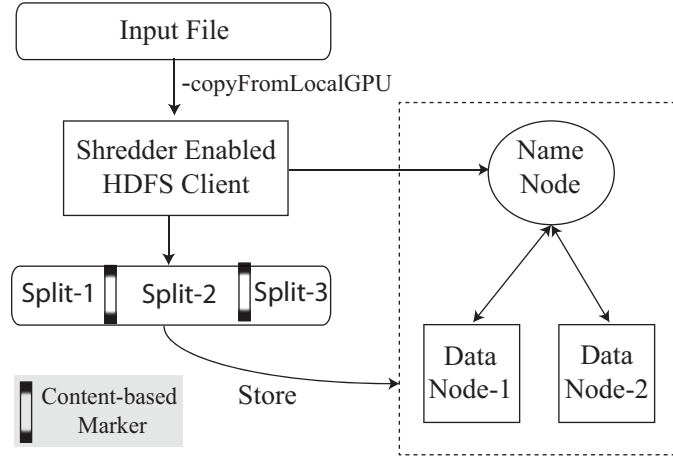 Input File
-copyFromLocalGPU
Shredder Enabled
HDFS Client
Name
Node
Split-1
Split-2
Split-3
Data
Node-1
Data
Node-2
Store
Content-based
Marker